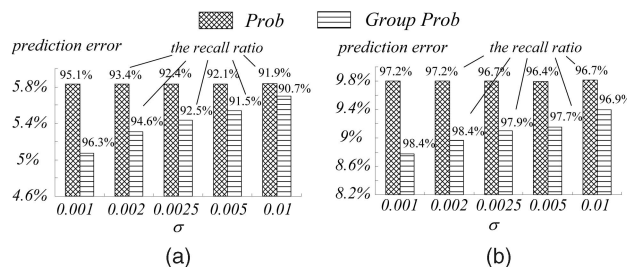 Prob Group Prob
prediction error the recall ratio
95.1% 93.4% 92.4% 92.1% 91.9%
5.8% 90.7%
96.3% 94.6% 92.5% 91.5%
5.4%
5%
4.6%
0.001 0.002 0.0025 0.005 0.01
σ
(a)
prediction error the recall ratio
97.2% 97.2% 96.7% 96.4% 96.7%
9.8%
98.4% 98.4% 97.9% 97.7% 96.9%
9.4%
9%
8.6%
8.2%
0.001 0.002 0.0025 0.005 0.01
σ
(b)